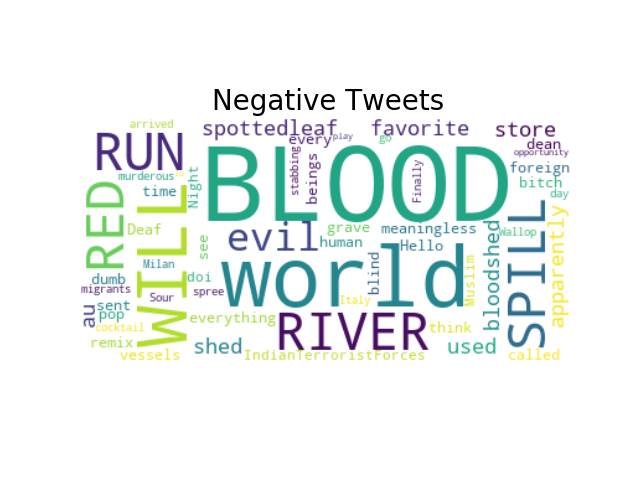 Negative Tweets
arrived
spottedleaf
favorite
store
RUN
every
play
go
dean
BLOOD
murderous
stabbing
beings
Finally
opportunity
foreign
bitch
time
Night
day
RED
WILL
Deaf
see
evil
grave
human
meaningless
Hello
Wallop
bloodshed
SPILL
apparently
Milan
dumb
doi
world
blind
Muslim
migrants
Sour
spree
Italy
au
sent
pop
cocktail
everything
RIVER
think
remix
shed
used
vessels
IndianTerroristForces
called